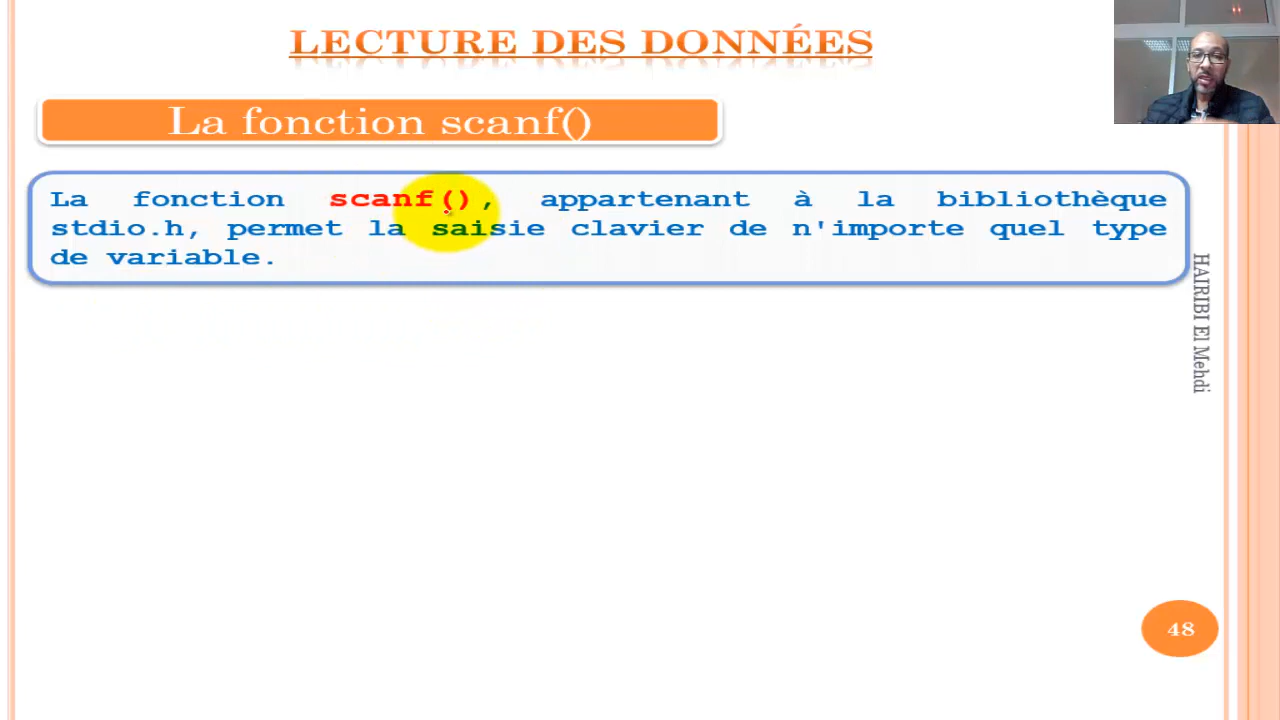 LECTURE DES DONNÉES
La fonction scanf()
La fonction scanf(), appartenant à la bibliothèque
stdio.h, permet la saisie clavier de n'importe quel type
de variable.
HAIRIBI El Mehdi
48